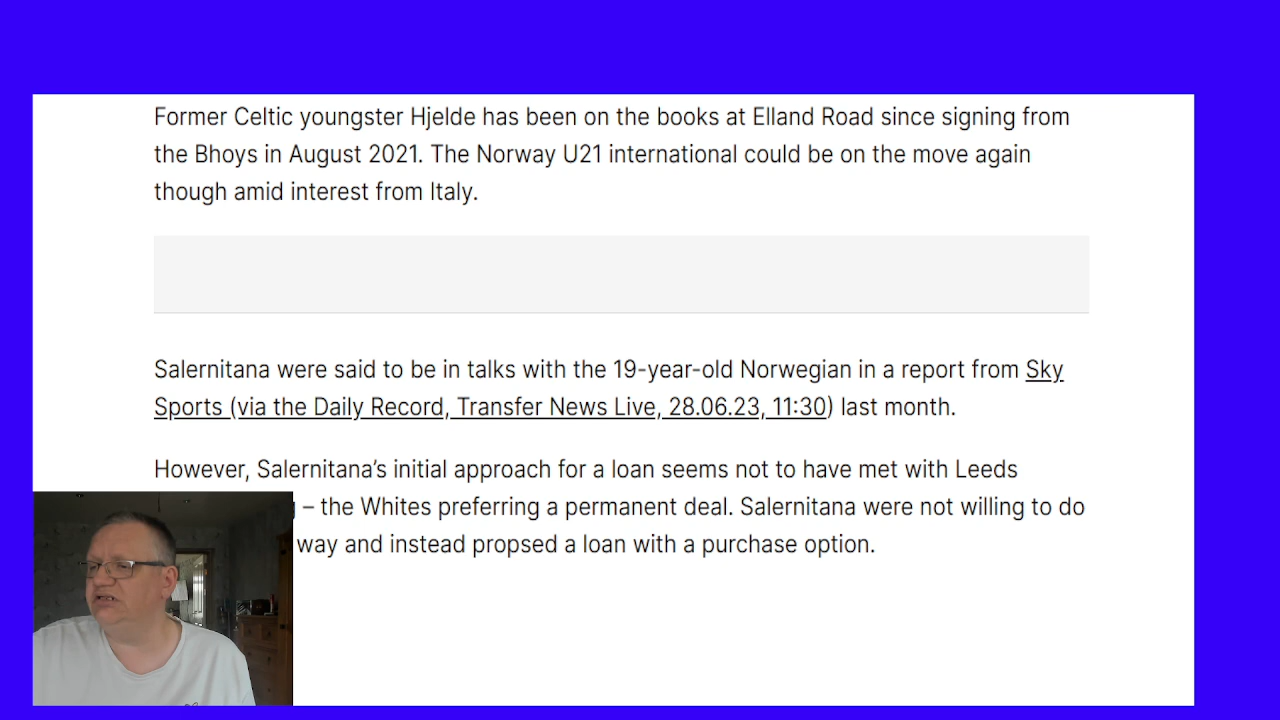 Former Celtic youngster Hjelde has been on the books at Elland Road since signing from
the Bhoys in August 2021. The Norway U21 international could be on the move again
though amid interest from Italy.
Salernitana were said to be in talks with the 19-year-old Norwegian in a report from Sky
Sports (via the Daily Record, Transfer News Live, 28.06.23, 11:30) last month.
However, Salernitana’s initial approach for a loan seems not to have met with Leeds
– the Whites preferring a permanent deal. Salernitana were not willing to do
way and instead propsed a loan with a purchase option.